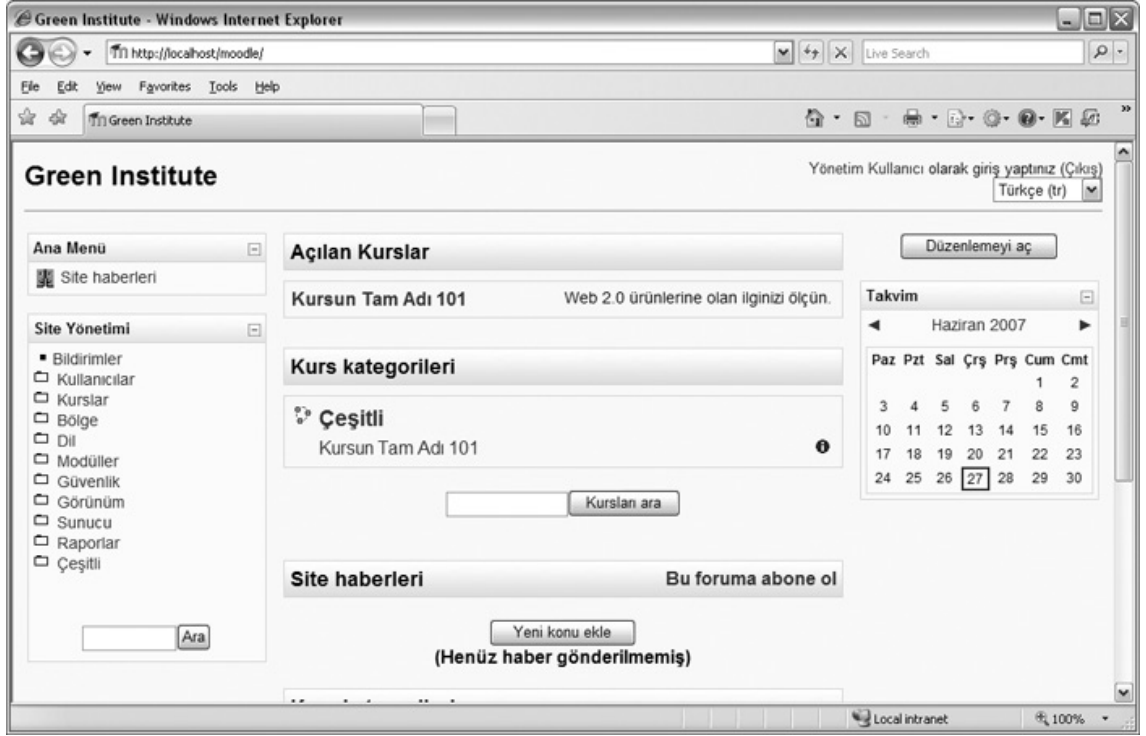 Green Institute - Windows Internet Explorer
http://localhost/moodle/
Live Search
File Edit View Favorites Tools Help
Green Institute
Green Institute
Yönetim Kullanıcı olarak giriş yaptınız (Çıkış)
Türkçe (tr)
Ana Menü
Site haberleri
Site Yönetimi
Bildirimler
Kullanıcılar
Kurslar
Bölge
Dil
Modüller
Güvenlik
Görünüm
Sunucu
Raporlar
Çeşitli
Ara
Açılan Kurslar
Kursun Tam Adı 101 Web 2.0 ürünlerine olan ilginizi ölçün.
Kurs kategorileri
Çeşitli
Kursun Tam Adı 101
Kursları ara
Site haberleri Bu foruma abone ol
Yeni konu ekle
(Henüz haber gönderilmemiş)
Düzenlemeyi aç
Takvim
Haziran 2007
Paz Pzt Sal Çrş Prş Cum Cmt
1 2
3 4 5 6 7 8 9
10 11 12 13 14 15 16
17 18 19 20 21 22 23
24 25 26 27 28 29 30
Local intranet 100%